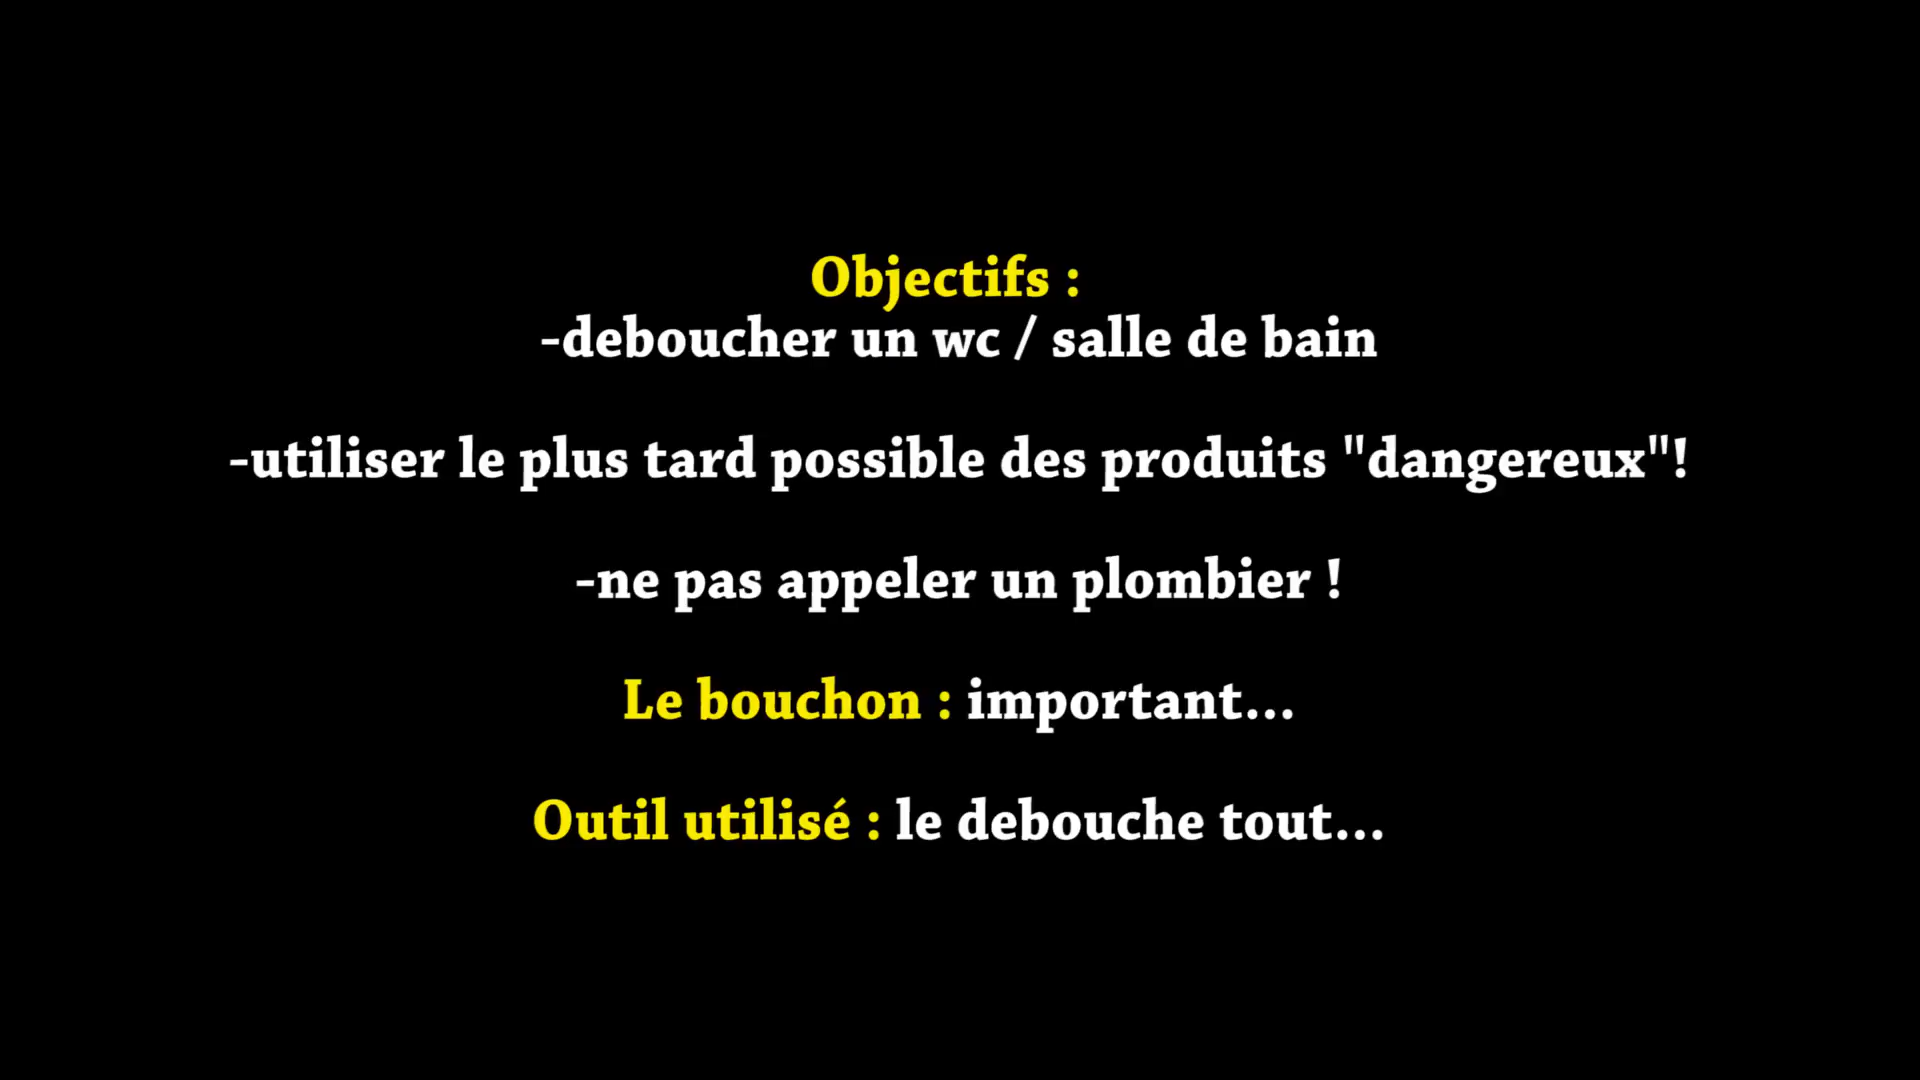 Objectifs :
-deboucher un wc / salle de bain
-utiliser le plus tard possible des produits "dangereux"!
-ne pas appeler un plombier !
Le bouchon : important...
Outil utilisé : le debouche tout...